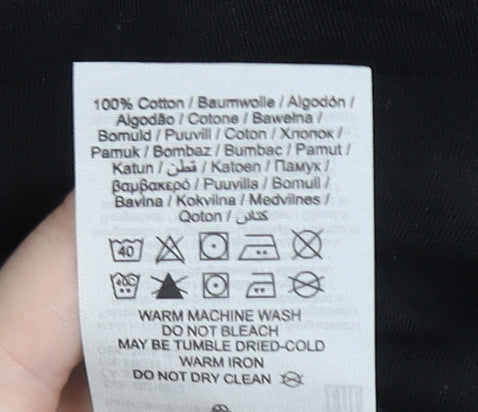 100% Cotton / Baumwolle / Algodón /
Algodão / Cotone / Bawełna /
Bomuld / Puuvill / Coton / Хлопок /
Pamuk / Bombaz / Bumbac / Pamut /
Katun / قطن / Katoen / Памук /
βαμβακερό / Puuvilla / Bomull /
Bavlna / Kokvilna / Medvilnes /
Qoton / كتان
40
40C
WARM MACHINE WASH
DO NOT BLEACH
MAY BE TUMBLE DRIED-COLD
WARM IRON
DO NOT DRY CLEAN